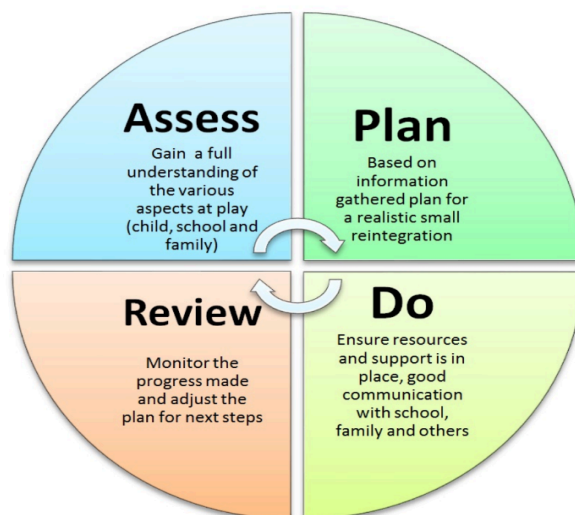 Assess
Gain a full
understanding of
the various
aspects at play
(child, school and
family)
Plan
Based on
information
gathered plan for
a realistic small
reintegration
Review
Monitor the
progress made
and adjust the
plan for next steps
Do
Ensure resources
and support is in
place, good
communication
with school,
family and others